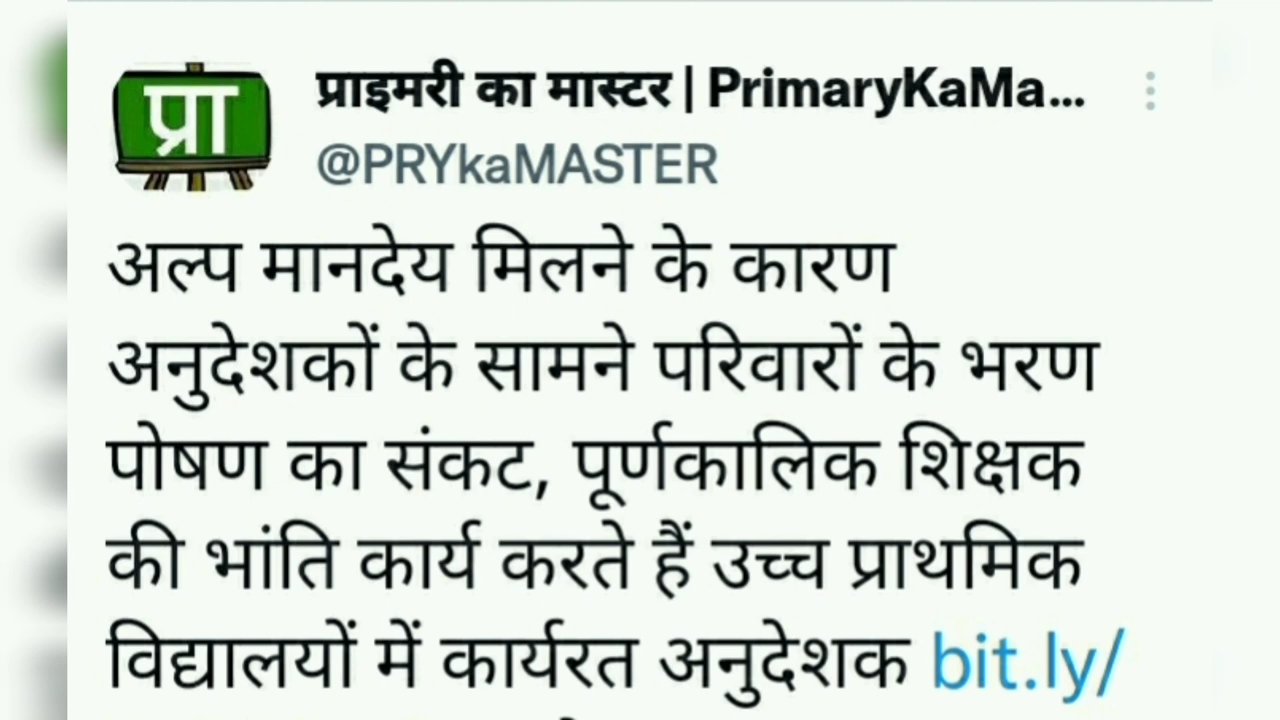 प्रा
प्राइमरी का मास्टर | PrimaryKaMa...
@PRYkaMASTER
अल्प मानदेय मिलने के कारण
अनुदेशकों के सामने परिवारों के भरण
पोषण का संकट, पूर्णकालिक शिक्षक
की भांति कार्य करते हैं उच्च प्राथमिक
विद्यालयों में कार्यरत अनुदेशक bit.ly/